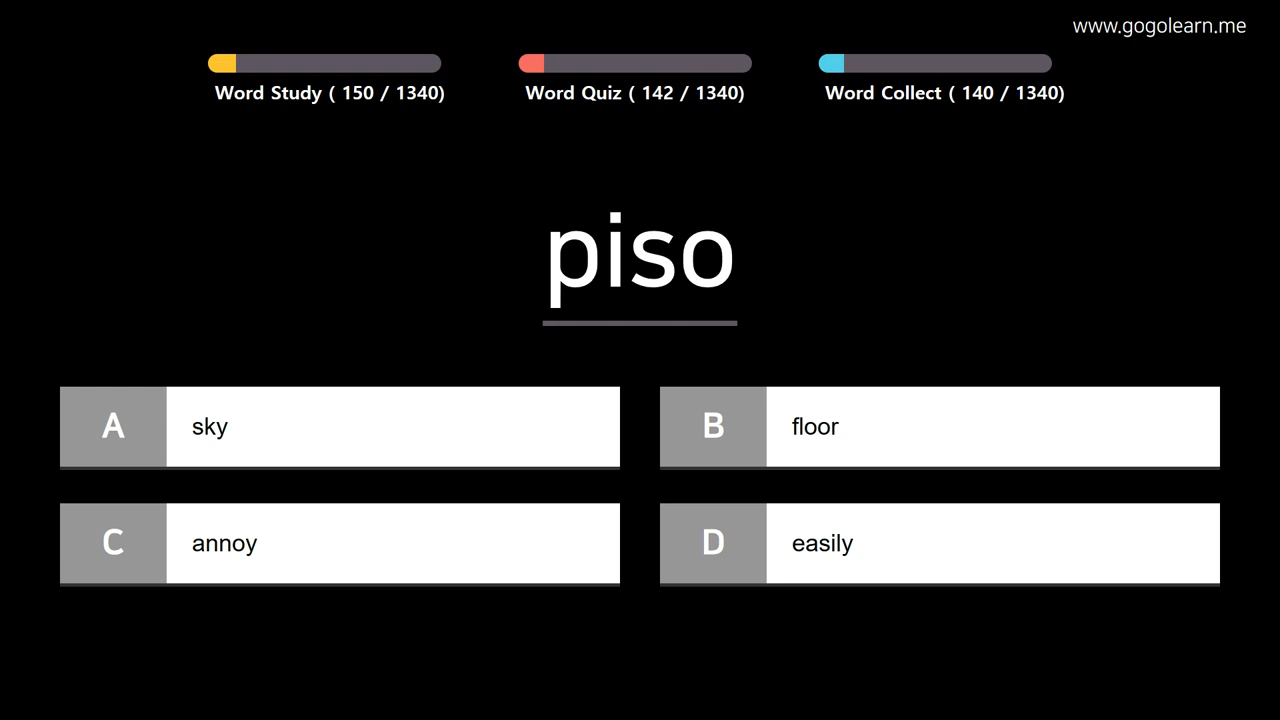 www.gogolearn.me
Word Study ( 150 / 1340)
Word Quiz ( 142 / 1340)
Word Collect ( 140 / 1340)
piso
A sky
B floor
C annoy
D easily